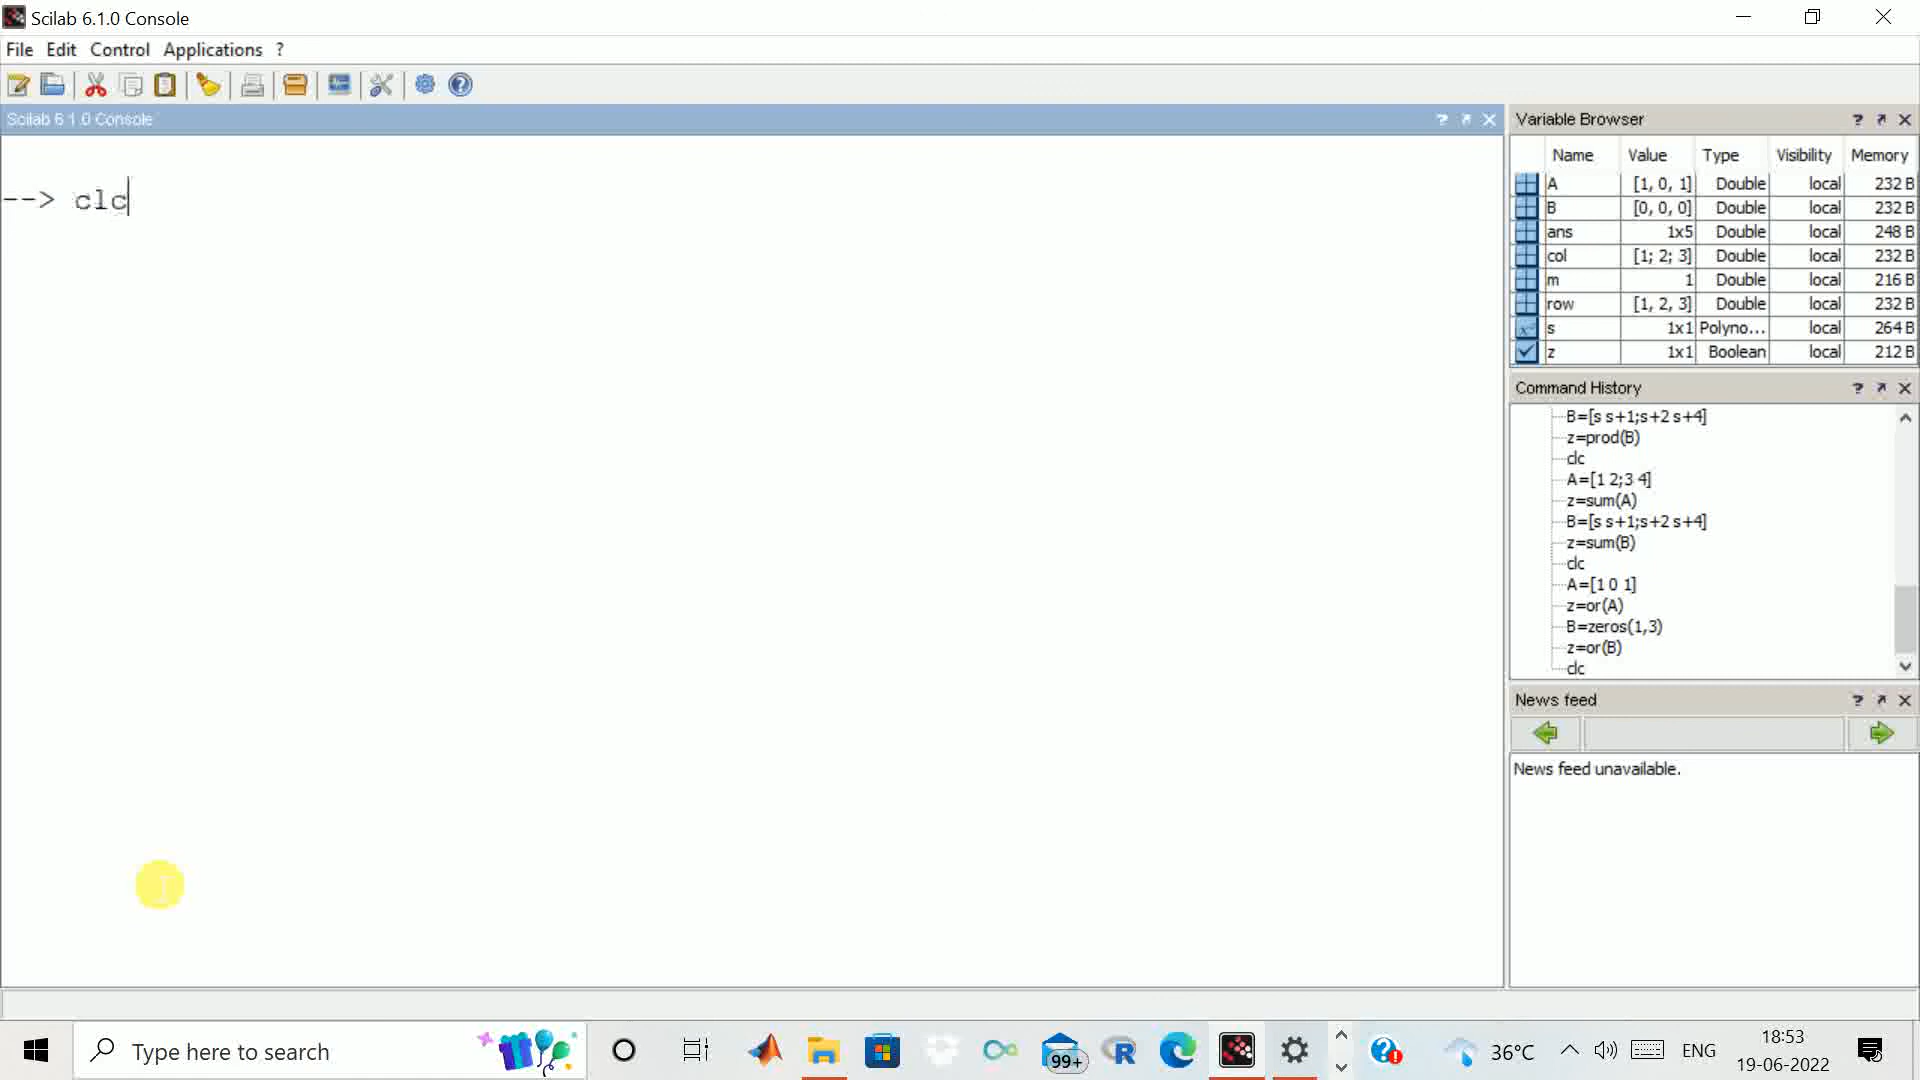 Scilab 6.1.0 Console
File Edit Control Applications ?
Scilab 6.1.0 Console
--> clc
Variable Browser
Name Value Type Visibility Memory
A [1, 0, 1] Double local 232 B
B [0, 0, 0] Double local 232 B
ans 1x5 Double local 248 B
col [1; 2; 3] Double local 232 B
m 1 Double local 216 B
row [1, 2, 3] Double local 232 B
s 1x1 Polyno... local 264 B
z 1x1 Boolean local 212 B
Command History
B=[s s+1;s+2 s+4]
z=prod(B)
clc
A=[1 2;3 4]
z=sum(A)
B=[s s+1;s+2 s+4]
z=sum(B)
clc
A=[1 0 1]
z=or(A)
B=zeros(1,3)
z=or(B)
clc
News feed
News feed unavailable.
Type here to search
99+
R
36°C
ENG
18:53
19-06-2022